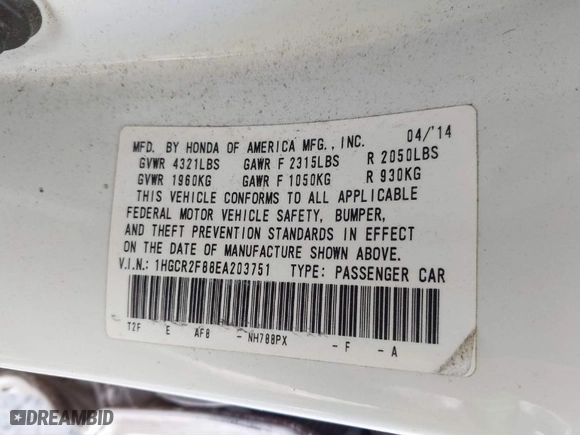 MFD. BY HONDA OF AMERICA MFG., INC. 04/'14
GVWR 4321LBS GAWR F 2315LBS R 2050LBS
GVWR 1960KG GAWR F 1050KG R 930KG
THIS VEHICLE CONFORMS TO ALL APPLICABLE
FEDERAL MOTOR VEHICLE SAFETY, BUMPER,
AND THEFT PREVENTION STANDARDS IN EFFECT
ON THE DATE OF MANUFACTURE SHOWN ABOVE.
V.I.N.: 1HGCR2F88EA203751 TYPE: PASSENGER CAR
T2F E AF8 - NH788PX - F - A
DREAMBID